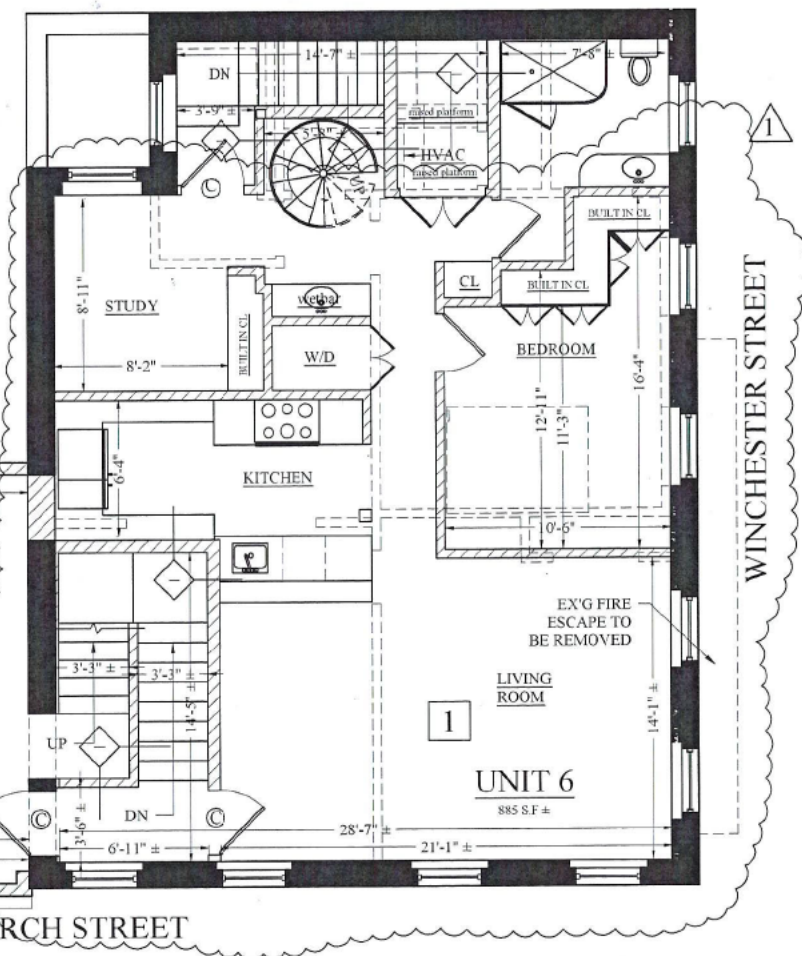 14'-7" ±
7'-8" ±
DN
3'-9" ±
raised platform
1
5'-3" ±
HVAC
raised platform
C
BUILT IN CL
CL
BUILT IN CL
8'-11"
STUDY
wetbar
BEDROOM
8'-2"
BUILT IN CL
W/D
16'-4"
12'-11"
11'-3"
6'-4"
KITCHEN
10'-6"
WINCHESTER STREET
EX'G FIRE
ESCAPE TO
BE REMOVED
3'-3" ±
3'-3" ±
LIVING
ROOM
14'-5" ±
14'-1" ±
1
UP
UNIT 6
885 S.F ±
C
DN
C
3'-6" ±
28'-7" ±
6'-11" ±
21'-1" ±
RCH STREET